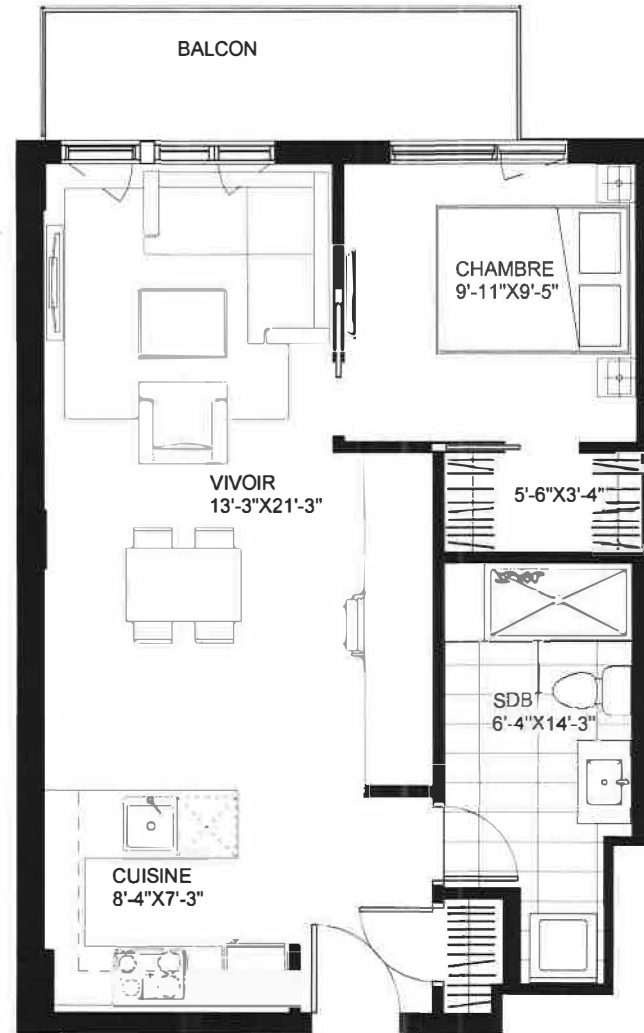 BALCON
CHAMBRE
9'-11"X9'-5"
VIVOIR
13'-3"X21'-3"
5'-6"X3'-4"
SDB
6'-4"X14'-3"
CUISINE
8'-4"X7'-3"